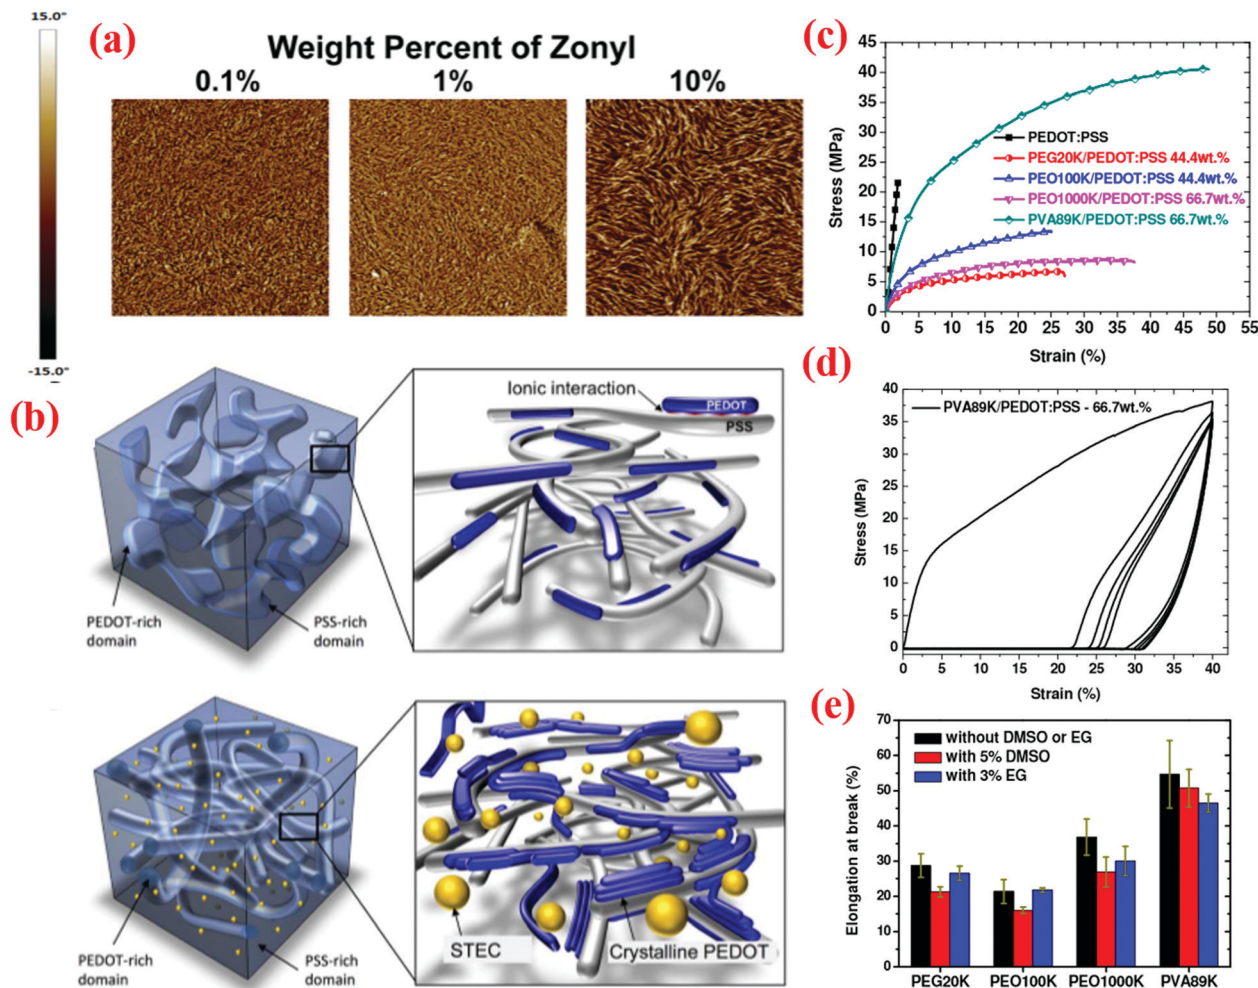 15.0°
-15.0°
(a)
Weight Percent of Zonyl
0.1%
1%
10%
(b)
PEDOT-rich
domain
PSS-rich
domain
Ionic interaction
PEDOT
PSS
PEDOT-rich
domain
PSS-rich
domain
STEC
Crystalline PEDOT
(c)
45
40
35
30
25
20
15
10
5
0
Stress (MPa)
PEDOT:PSS
PEG20K/PEDOT:PSS 44.4wt.%
PEO100K/PEDOT:PSS 44.4wt.%
PEO1000K/PEDOT:PSS 66.7wt.%
PVA89K/PEDOT:PSS 66.7wt.%
0 5 10 15 20 25 30 35 40 45 50 55
Strain (%)
(d)
40
35
30
25
20
15
10
5
0
Stress (MPa)
PVA89K/PEDOT:PSS - 66.7wt.%
0 5 10 15 20 25 30 35 40
Strain (%)
(e)
70
60
50
40
30
20
10
0
Elongation at break (%)
without DMSO or EG
with 5% DMSO
with 3% EG
PEG20K PEO100K PEO1000K PVA89K